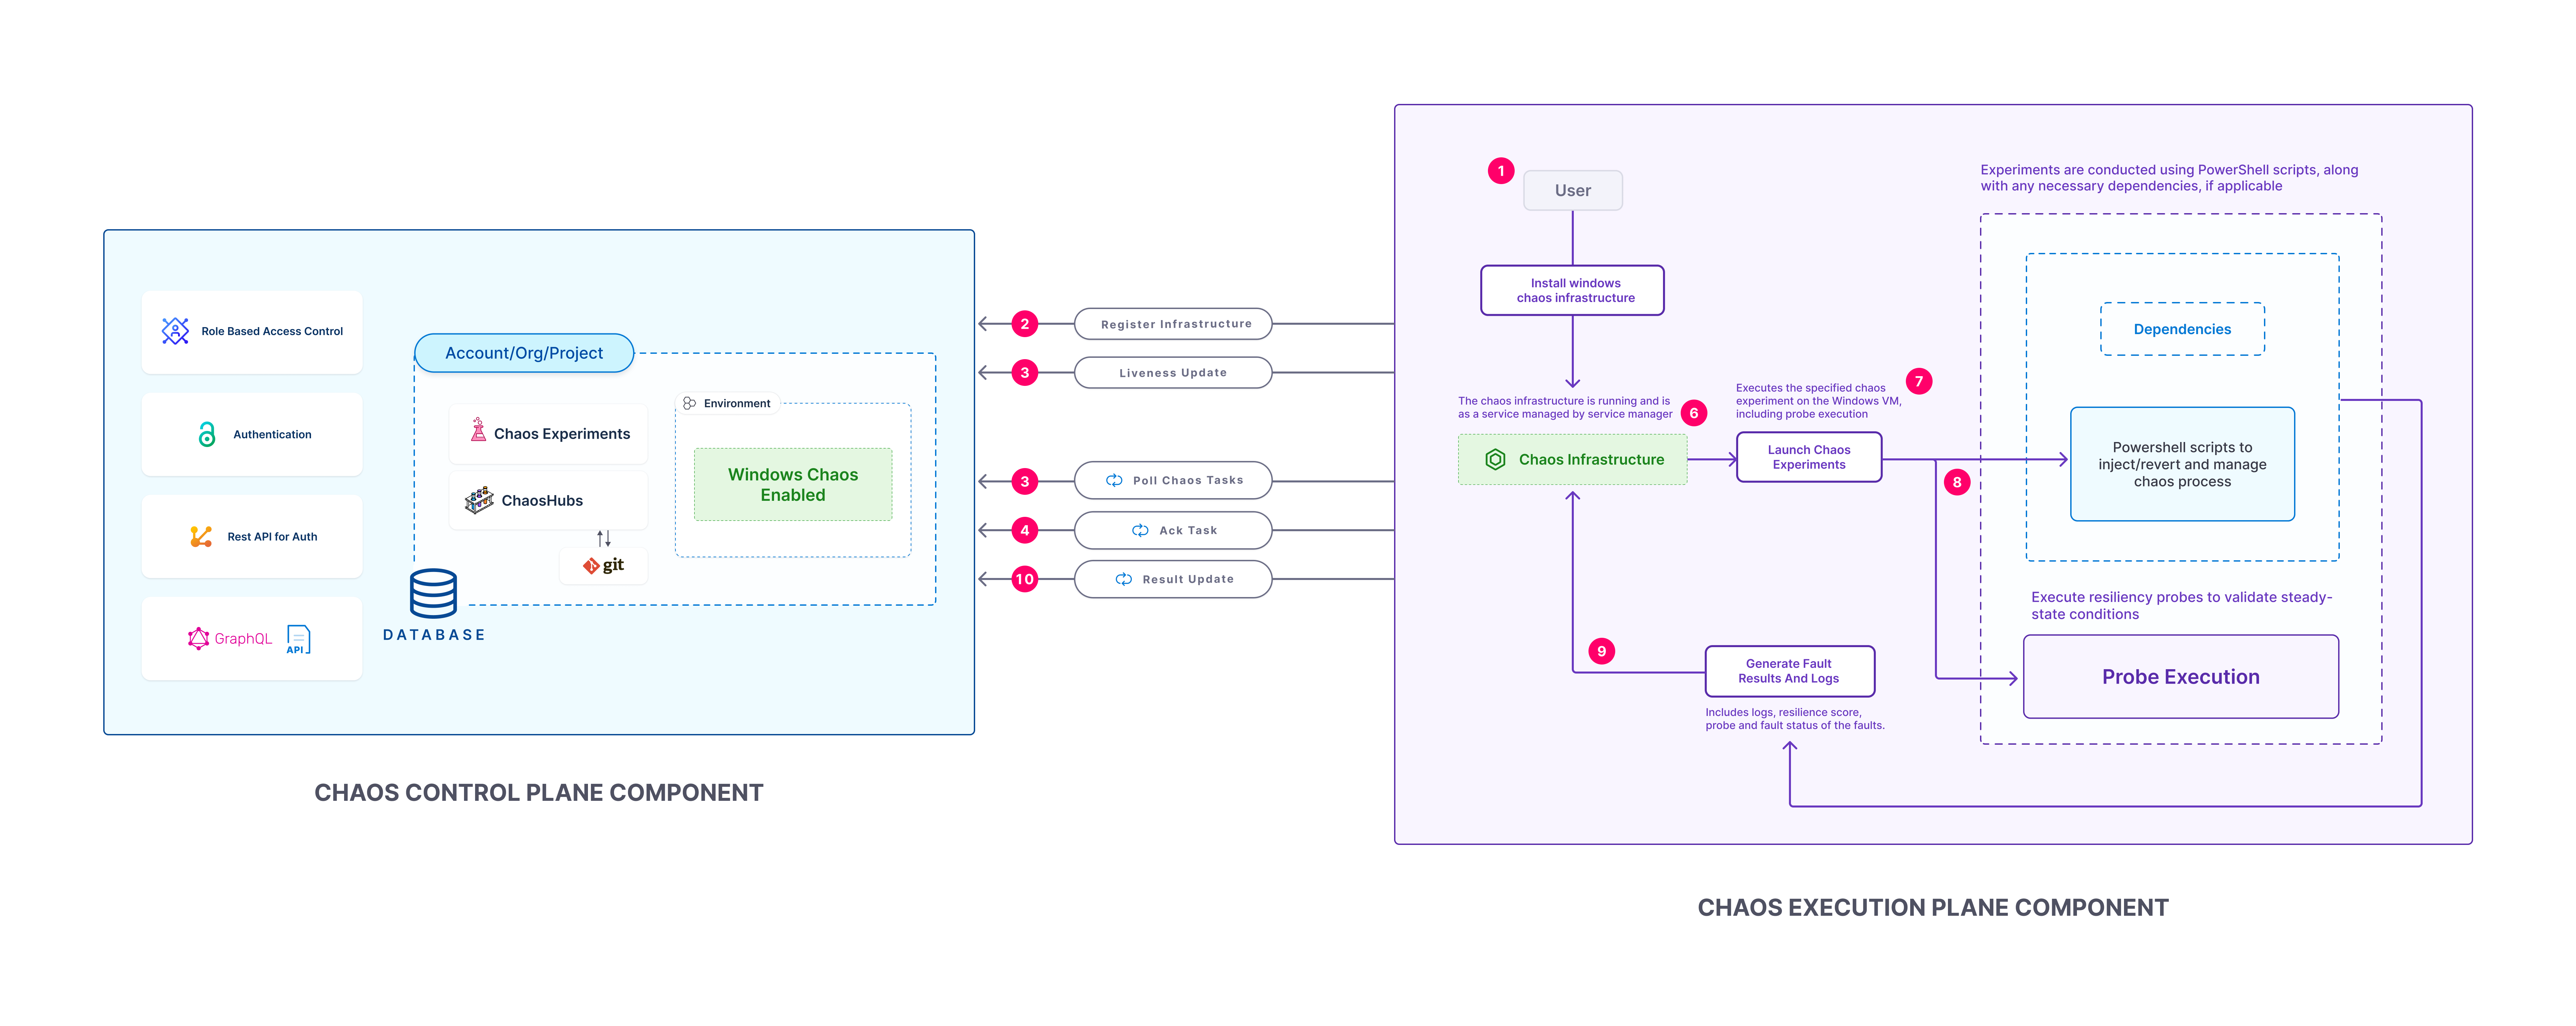 Role Based Access Control
Authentication
Rest API for Auth
GraphQL
API
Account/Org/Project
Chaos Experiments
ChaosHubs
git
Environment
Windows Chaos
Enabled
DATABASE
CHAOS CONTROL PLANE COMPONENT
2
Register Infrastructure
3
Liveness Update
3
Poll Chaos Tasks
4
Ack Task
10
Result Update
1
User
Install windows
chaos infrastructure
The chaos infrastructure is running and is
as a service managed by service manager
6
Chaos Infrastructure
Executes the specified chaos
experiment on the Windows VM,
including probe execution
7
Launch Chaos
Experiments
8
9
Generate Fault
Results And Logs
Includes logs, resilience score,
probe and fault status of the faults.
Experiments are conducted using PowerShell scripts, along
with any necessary dependencies, if applicable
Dependencies
Powershell scripts to
inject/revert and manage
chaos process
Execute resiliency probes to validate steady-
state conditions
Probe Execution
CHAOS EXECUTION PLANE COMPONENT